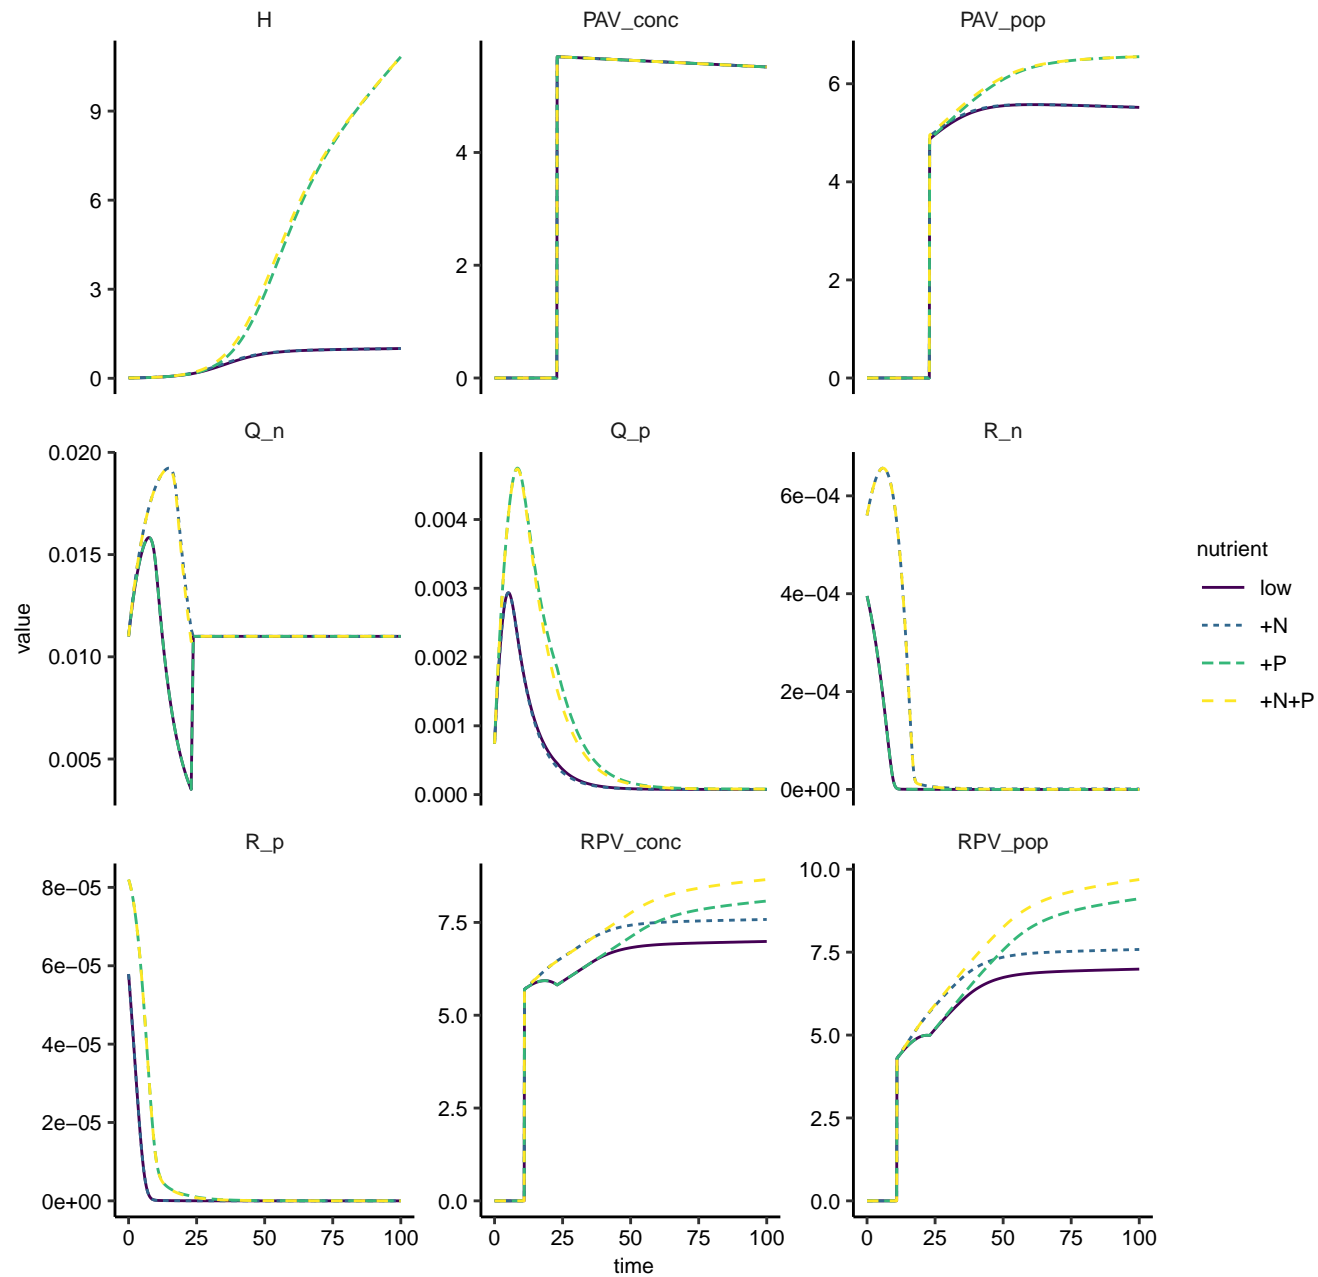 H
PAV_conc
PAV_pop
9
6
3
0
4
2
0
6
4
2
0
Q_n
Q_p
R_n
0.020
0.015
0.010
0.005
0.004
0.003
0.002
0.001
0.000
6e−04
4e−04
2e−04
0e+00
R_p
RPV_conc
RPV_pop
8e−05
6e−05
4e−05
2e−05
0e+00
7.5
5.0
2.5
0.0
10.0
7.5
5.0
2.5
0.0
0 25 50 75 100
0 25 50 75 100
0 25 50 75 100
time
value
nutrient
low
+N
+P
+N+P